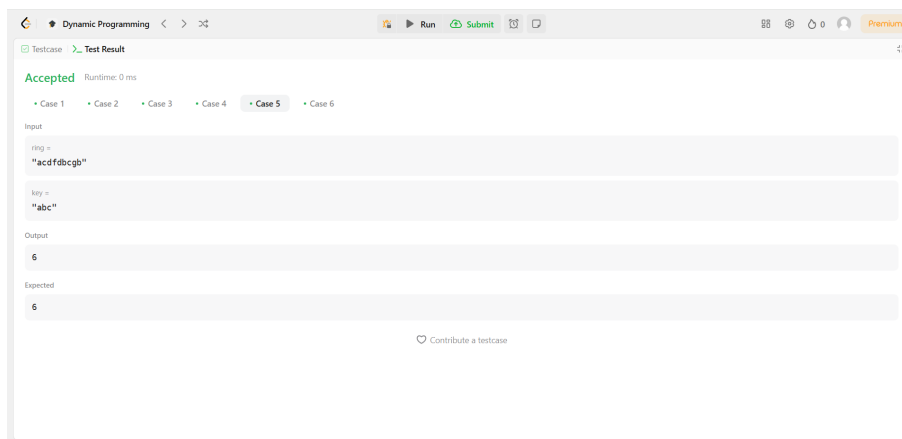 Dynamic Programming Run Submit 0 Premium
Testcase Test Result
Accepted Runtime: 0 ms
• Case 1 • Case 2 • Case 3 • Case 4 • Case 5 • Case 6
Input
ring =
"acdfdbcgb"
key =
"abc"
Output
6
Expected
6
Contribute a testcase